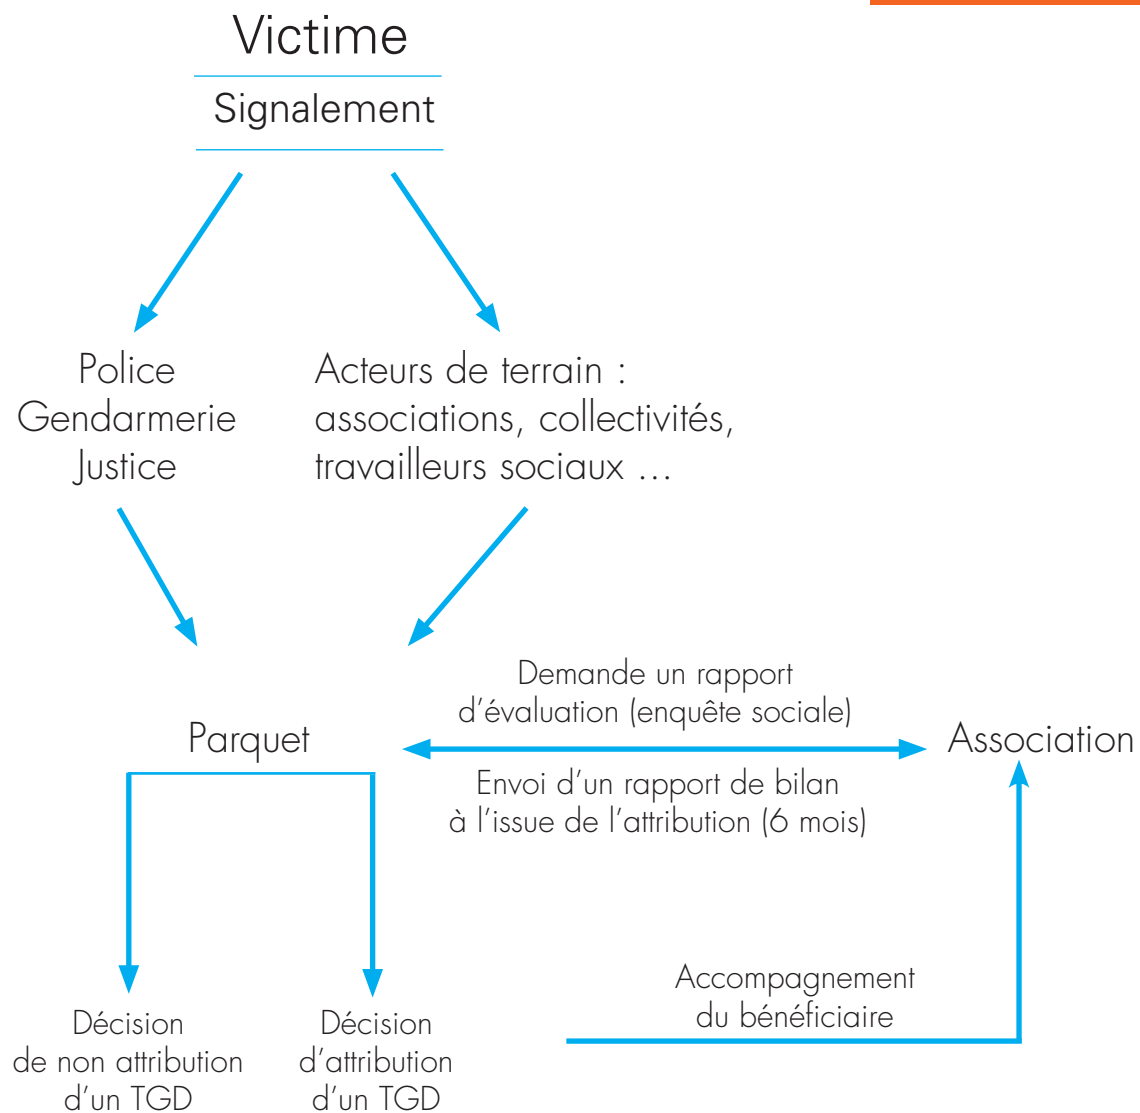 Victime
Signalement
Police
Gendarmerie
Justice
Acteurs de terrain :
associations, collectivités,
travailleurs sociaux ...
Demande un rapport
d'évaluation (enquête sociale)
Parquet
Association
Envoi d'un rapport de bilan
à l'issue de l'attribution (6 mois)
Accompagnement
du bénéficiaire
Décision
de non attribution
d'un TGD
Décision
d'attribution
d'un TGD